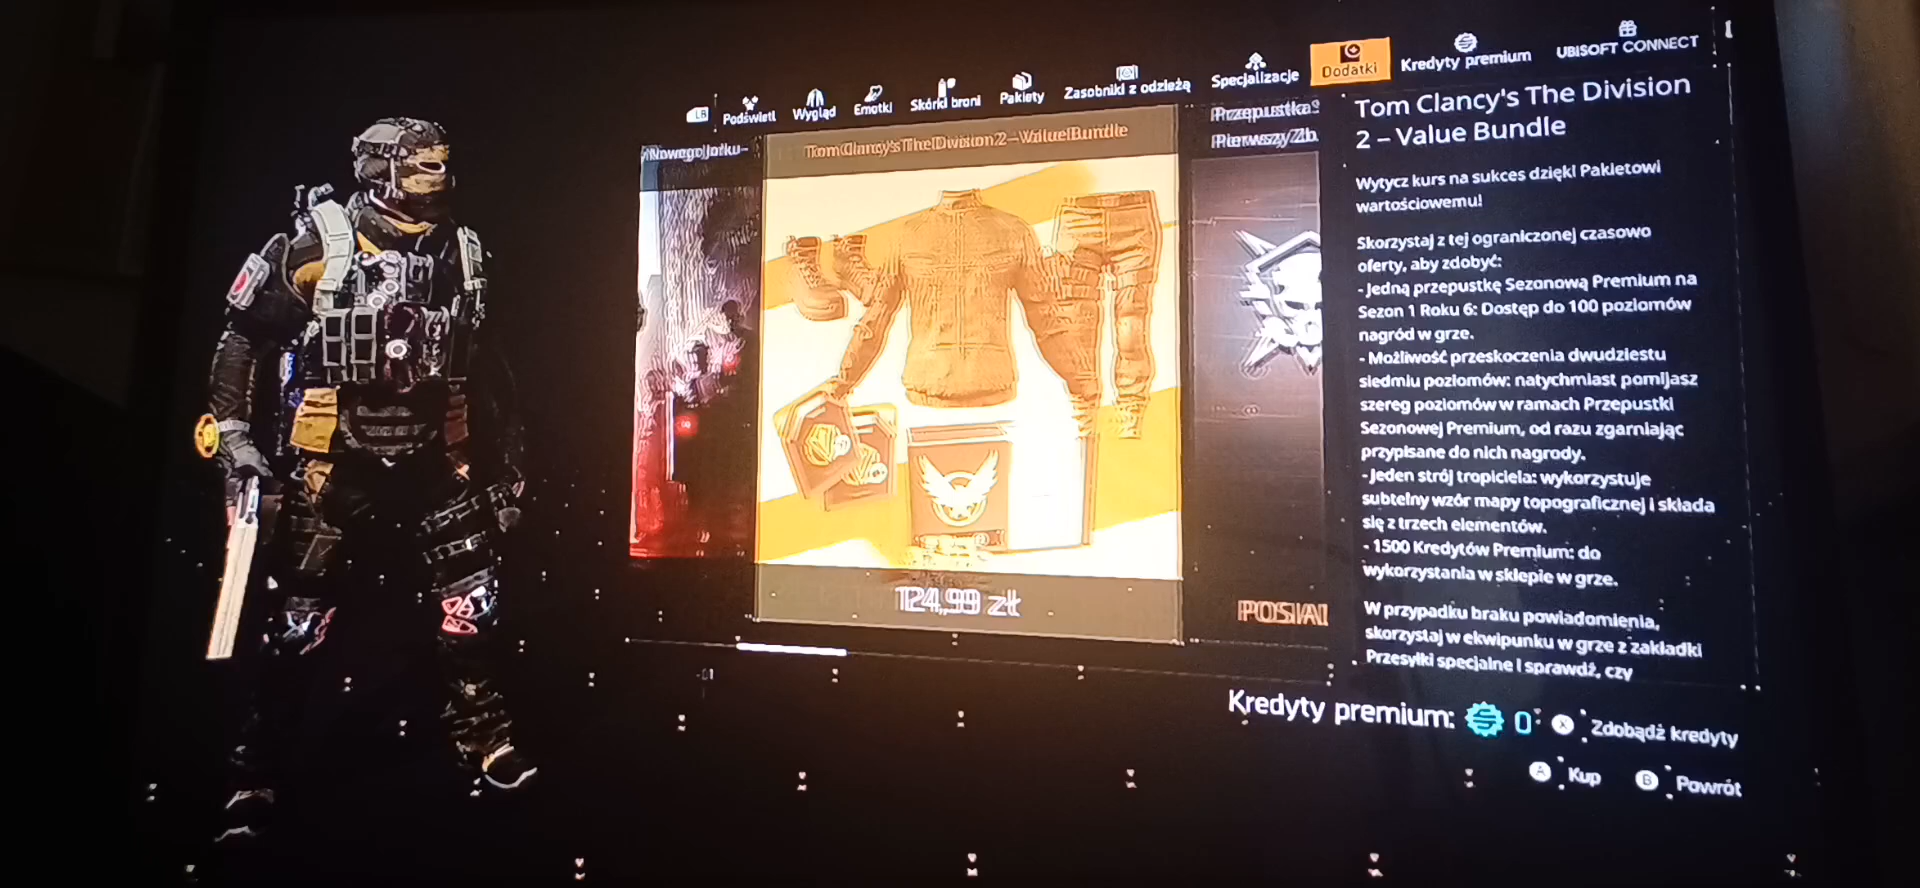 LB
Podświetl
Wygląd
Emotki
Skórki broni
Pakiety
Zasobniki z odzieżą
Specjalizacje
Dodatki
Kredyty premium
UBISOFT CONNECT
Nowego Jorku –
Tom Clancy's The Division 2 – Value Bundle
Przepustka
Pierwszy Zb
124,99 zł
POSIA
Tom Clancy's The Division
2 – Value Bundle
Wytycz kurs na sukces dzięki Pakietowi
wartościowemu!
Skorzystaj z tej ograniczonej czasowo
oferty, aby zdobyć:
- Jedną przepustkę Sezonową Premium na
Sezon 1 Roku 6: Dostęp do 100 poziomów
nagród w grze.
- Możliwość przeskoczenia dwudziestu
siedmiu poziomów: natychmiast pomijasz
szereg poziomów w ramach Przepustki
Sezonowej Premium, od razu zgarniając
przypisane do nich nagrody.
- Jeden strój tropiciela: wykorzystuje
subtelny wzór mapy topograficznej i składa
się z trzech elementów.
- 1500 Kredytów Premium: do
wykorzystania w sklepie w grze.
W przypadku braku powiadomienia,
skorzystaj w ekwipunku w grze z zakładki
Przesyłki specjalne i sprawdź, czy
Kredyty premium: 0
X Zdobądź kredyty
A Kup
B Powrót